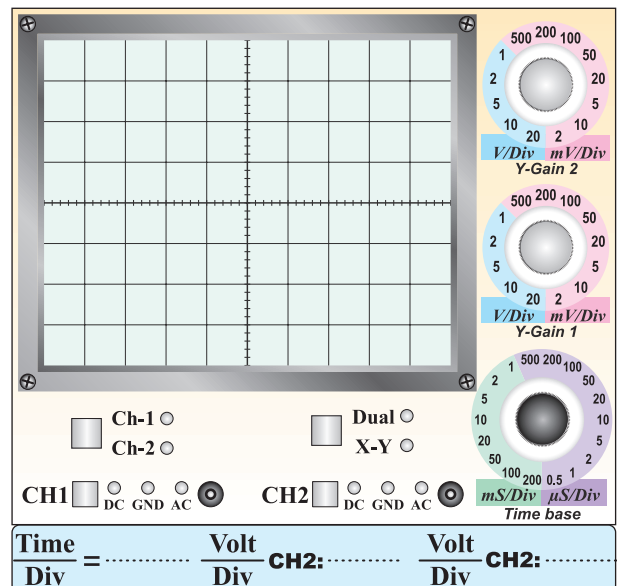 500 200 100
1 50
2 20
5 5
10 10
20 2
V/Div mV/Div
Y-Gain 2
500 200 100
1 50
2 20
5 5
10 10
20 2
V/Div mV/Div
Y-Gain 1
1 500 200 100
2 50
5 20
10 10
20 5
50 2
100 200 0.5 1
mS/Div µS/Div
Time base
Ch-1
Ch-2
Dual
X-Y
CH1 DC GND AC
CH2 DC GND AC
Time Volt Volt
= ............... CH2: ............... CH2: ...............
Div Div Div